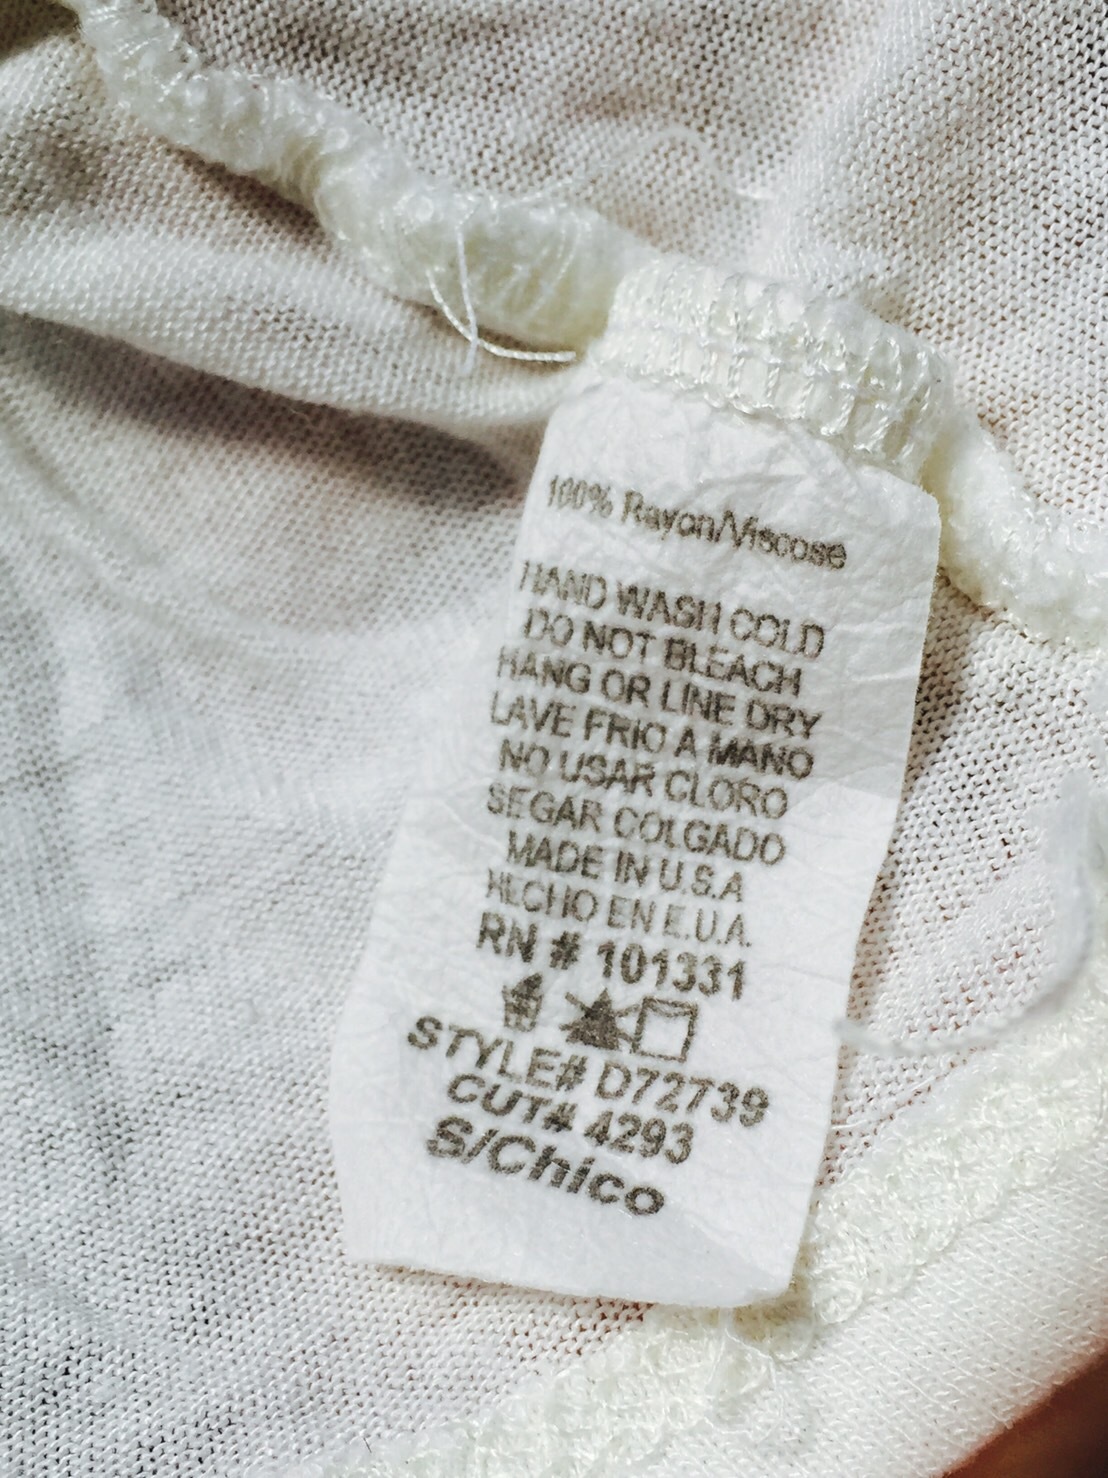 100% Rayon/Viscose
HAND WASH COLD
DO NOT BLEACH
HANG OR LINE DRY
LAVE FRIO A MANO
NO USAR CLORO
SEGAR COLGADO
MADE IN U.S.A
HECHO EN E.U.A.
RN # 101331
STYLE# D72739
CUT# 4293
S/Chico